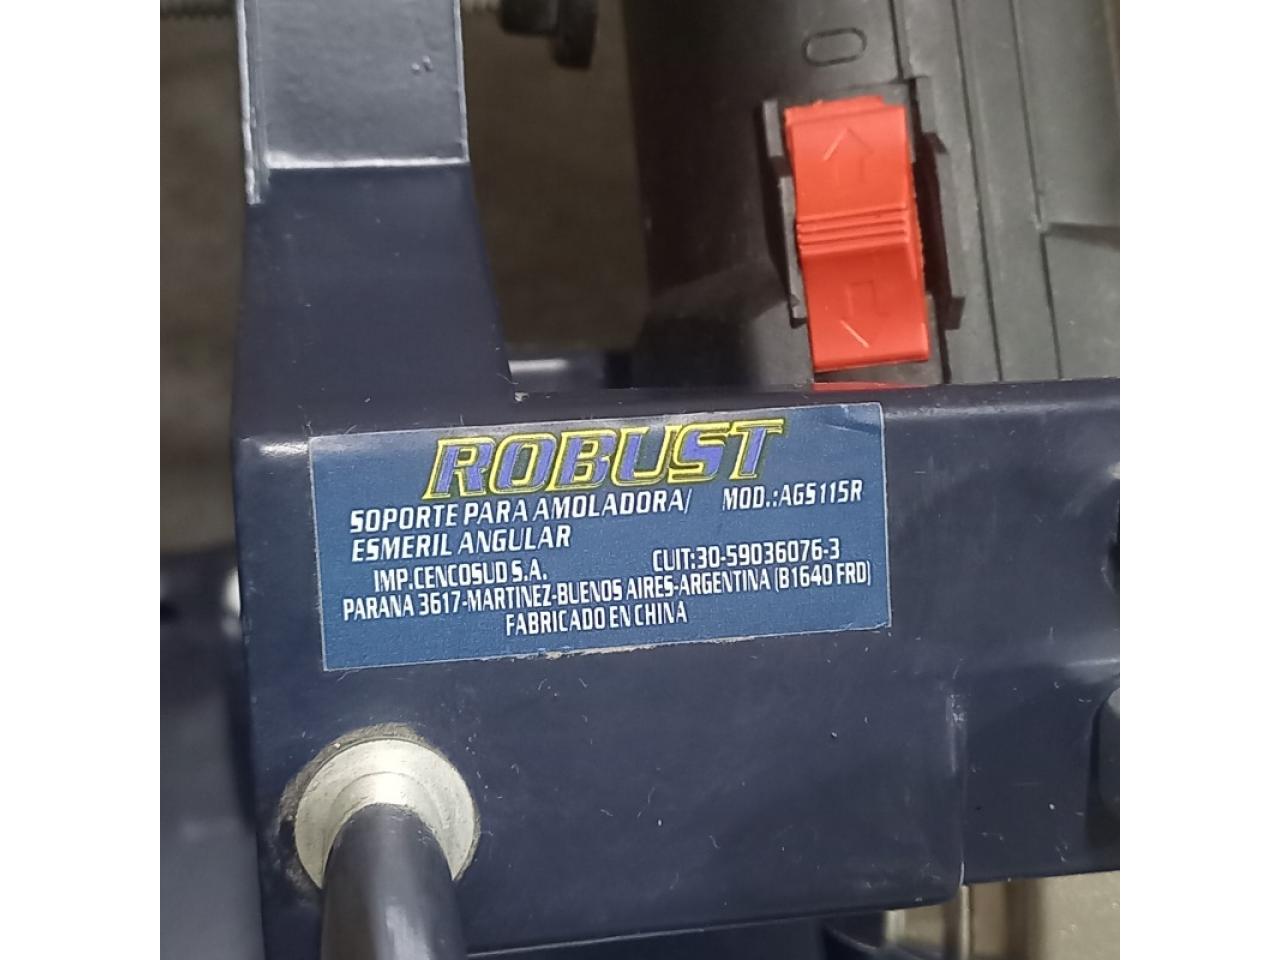 O
ROBUST
SOPORTE PARA AMOLADORA/ MOD.:AGS115R
ESMERIL ANGULAR
IMP.CENCOSUD S.A. CUIT:30-59036076-3
PARANA 3617-MARTINEZ-BUENOS AIRES-ARGENTINA (B1640 FRD)
FABRICADO EN CHINA